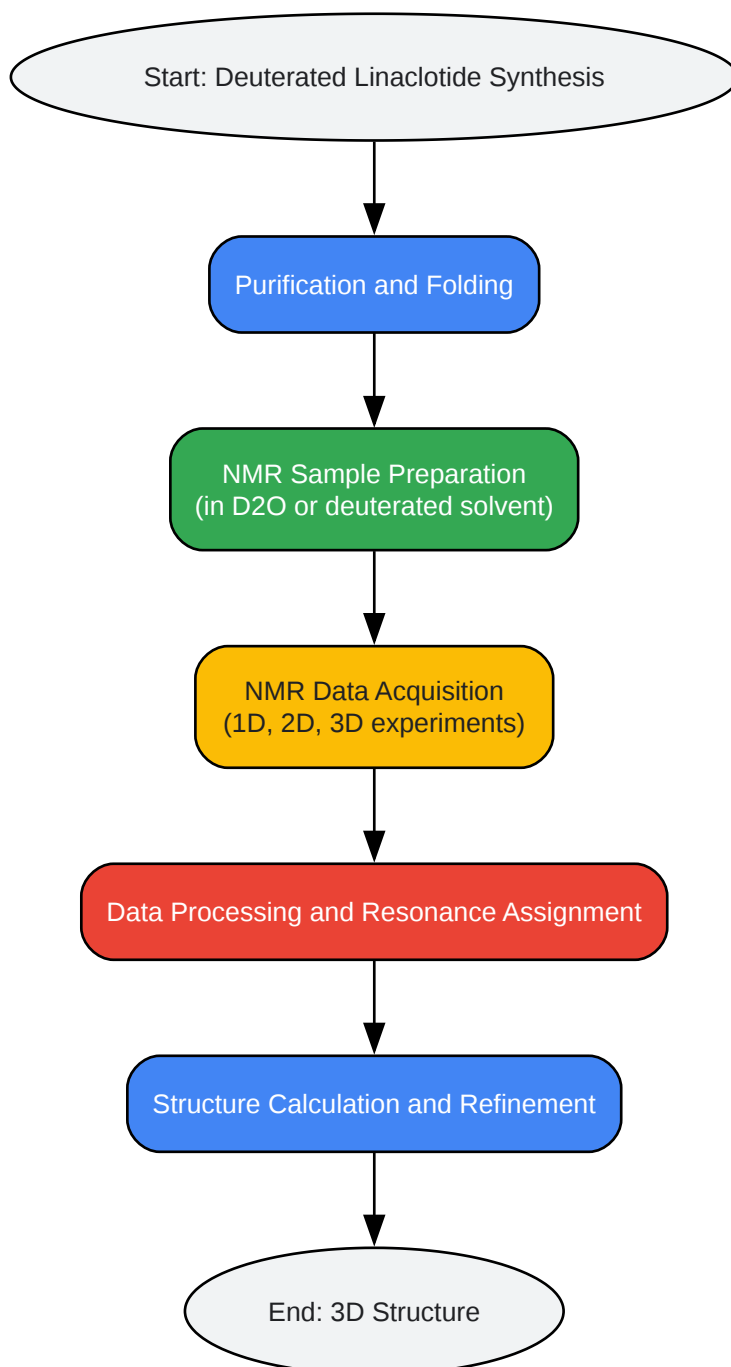 Start: Deuterated Linaclotide Synthesis
Purification and Folding
NMR Sample Preparation
(in D2O or deuterated solvent)
NMR Data Acquisition
(1D, 2D, 3D experiments)
Data Processing and Resonance Assignment
Structure Calculation and Refinement
End: 3D Structure